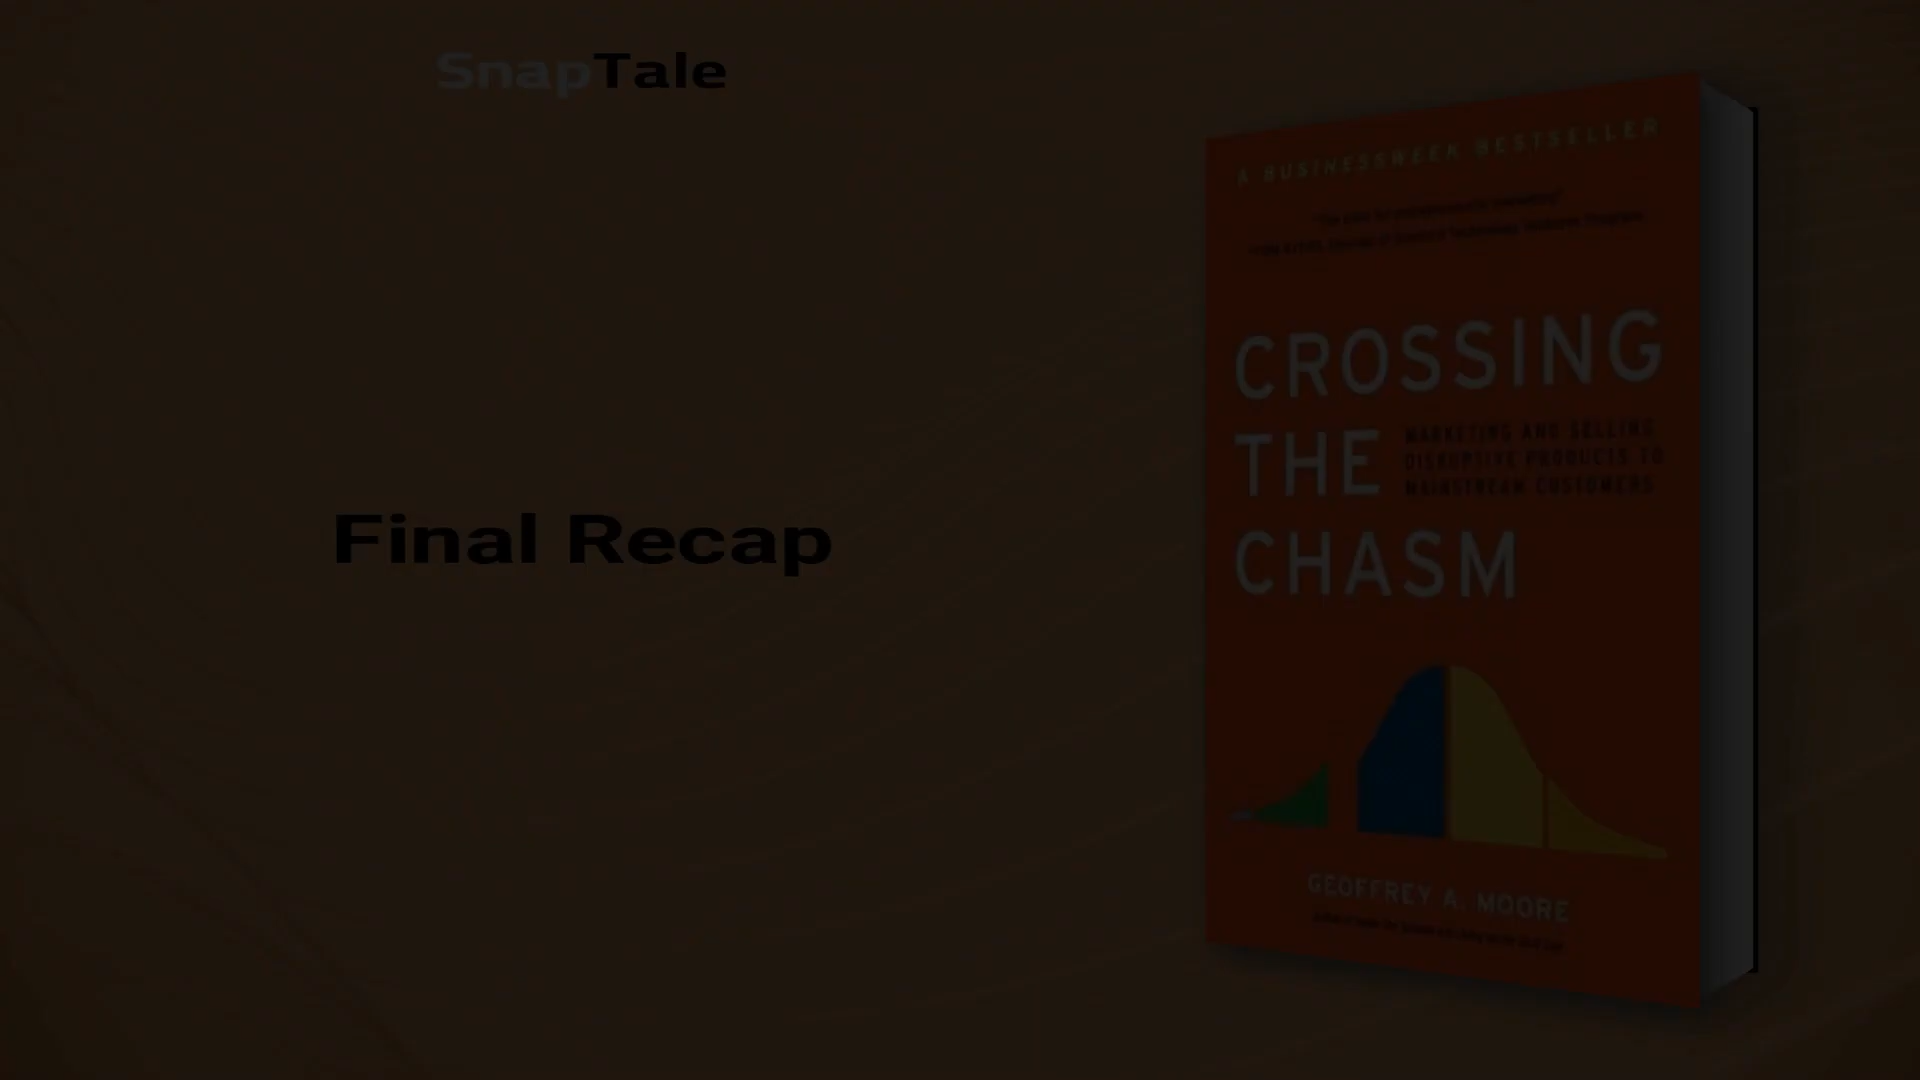 SnapTale
Final Recap
A BUSINESSWEEK BESTSELLER
CROSSING
THE
MARKETING AND SELLING
DISRUPTIVE PRODUCTS TO
MAINSTREAM CUSTOMERS
CHASM
GEOFFREY A. MOORE